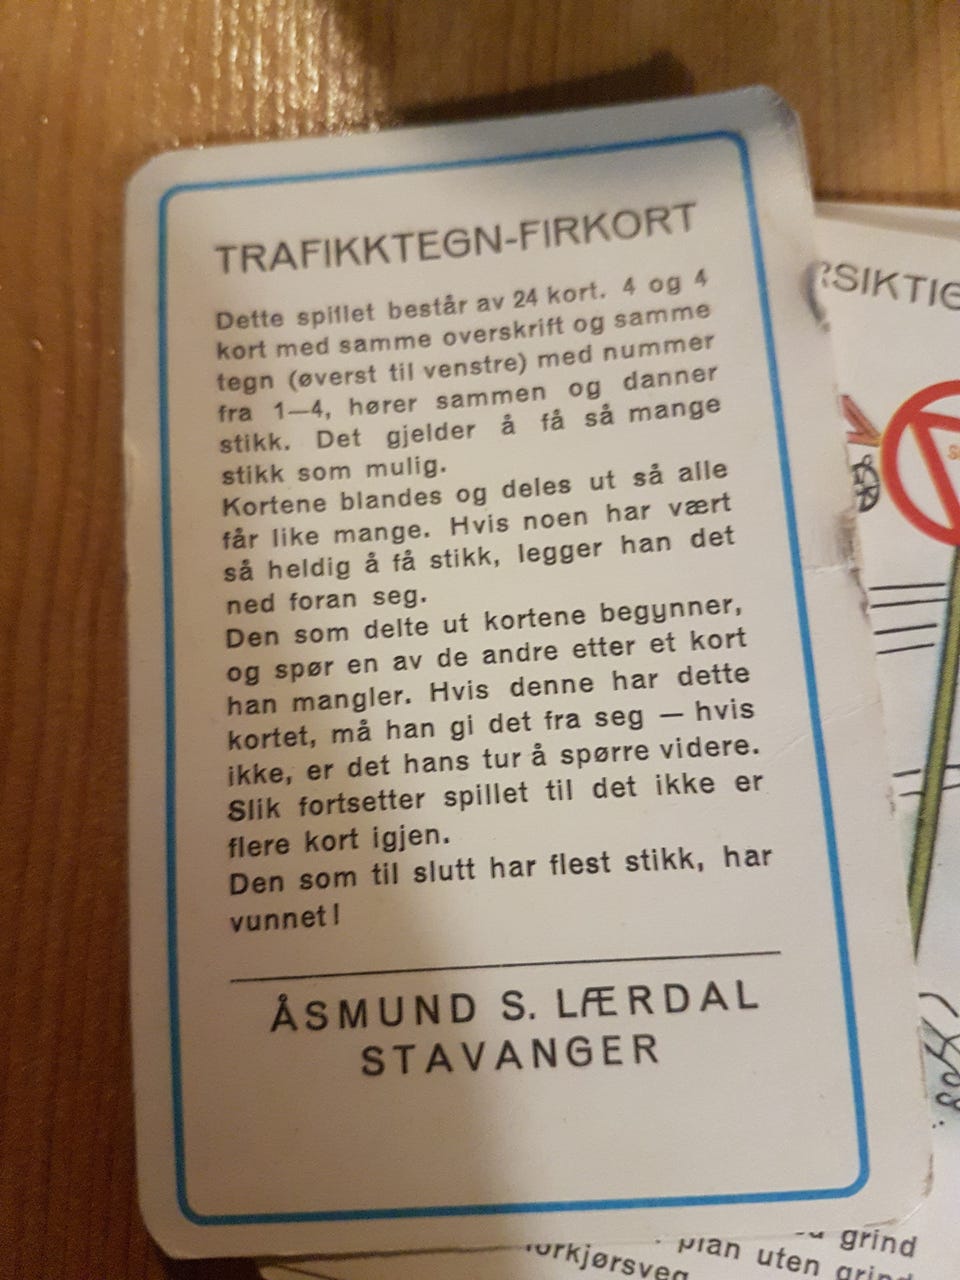 TRAFIKKTEGN-FIRKORT
Dette spillet består av 24 kort. 4 og 4
kort med samme overskrift og samme
tegn (øverst til venstre) med nummer
fra 1—4, hører sammen og danner
stikk. Det gjelder å få så mange
stikk som mulig.
Kortene blandes og deles ut så alle
får like mange. Hvis noen har vært
så heldig å få stikk, legger han det
ned foran seg.
Den som delte ut kortene begynner,
og spør en av de andre etter et kort
han mangler. Hvis denne har dette
kortet, må han gi det fra seg — hvis
ikke, er det hans tur å spørre videre.
Slik fortsetter spillet til det ikke er
flere kort igjen.
Den som til slutt har flest stikk, har
vunnet!
ÅSMUND S. LÆRDAL
STAVANGER
RSIKTIG
grind
plan uten grind
orkjørsveg